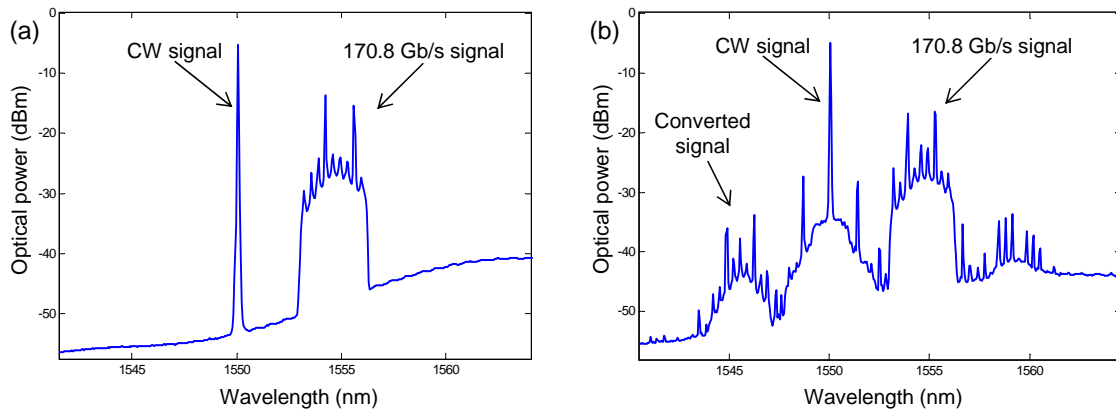 (a)
0
-10
-20
-30
-40
-50
Optical power (dBm)
CW signal
170.8 Gb/s signal
1545
1550
1555
1560
Wavelength (nm)
(b)
0
-10
-20
-30
-40
-50
Optical power (dBm)
CW signal
170.8 Gb/s signal
Converted
signal
1545
1550
1555
1560
Wavelength (nm)